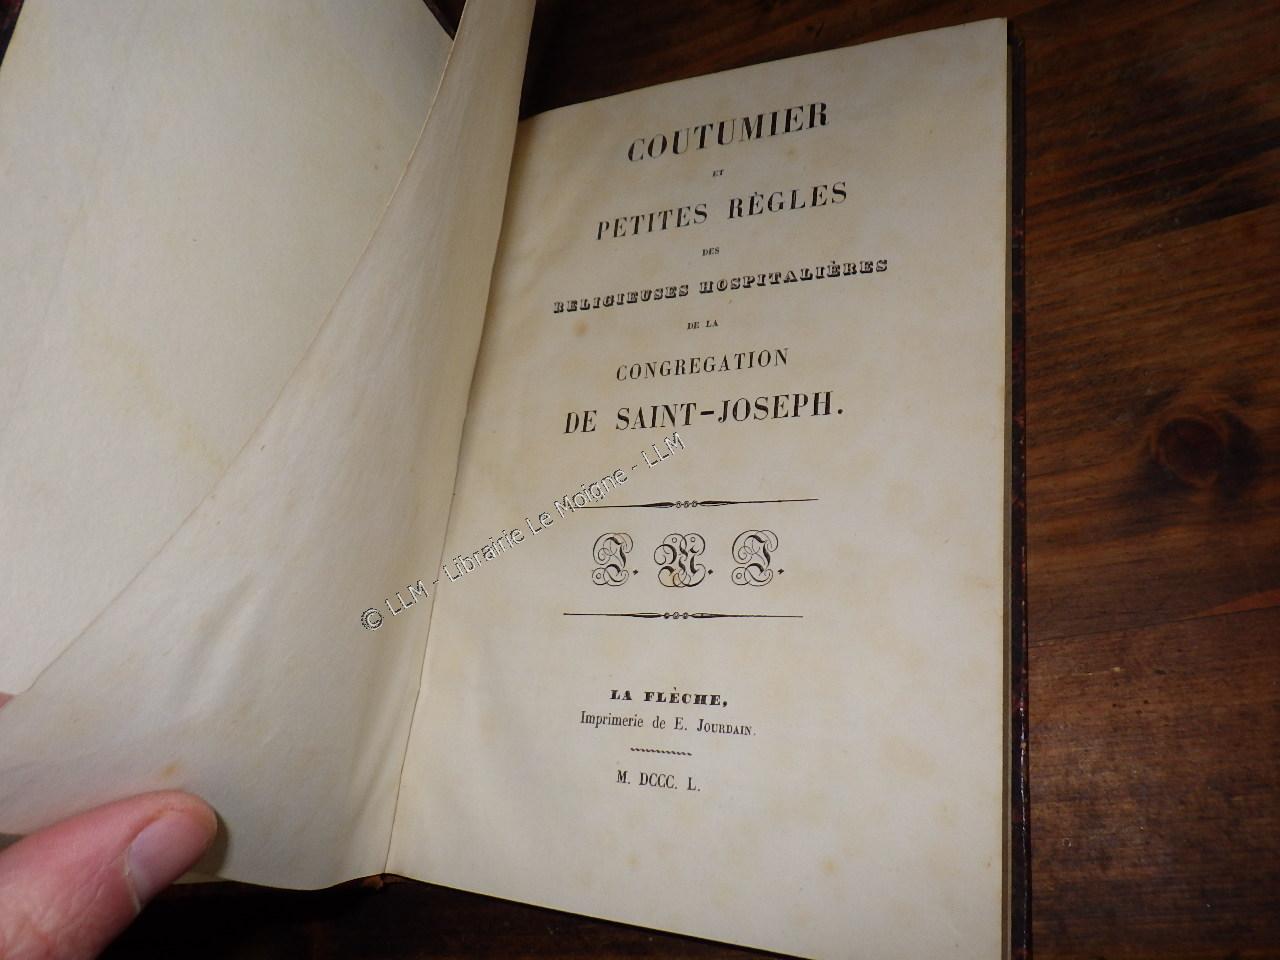 COUTUMIER
ET
PETITES RÈGLES
DES
RELIGIEUSES HOSPITALIÈRES
DE LA
CONGREGATION
DE SAINT-JOSEPH.
© LLM - Librairie Le Moigne - LLM
J. M. J.
LA FLÈCHE,
Imprimerie de E. JOURDAIN.
M. DCCC. L.